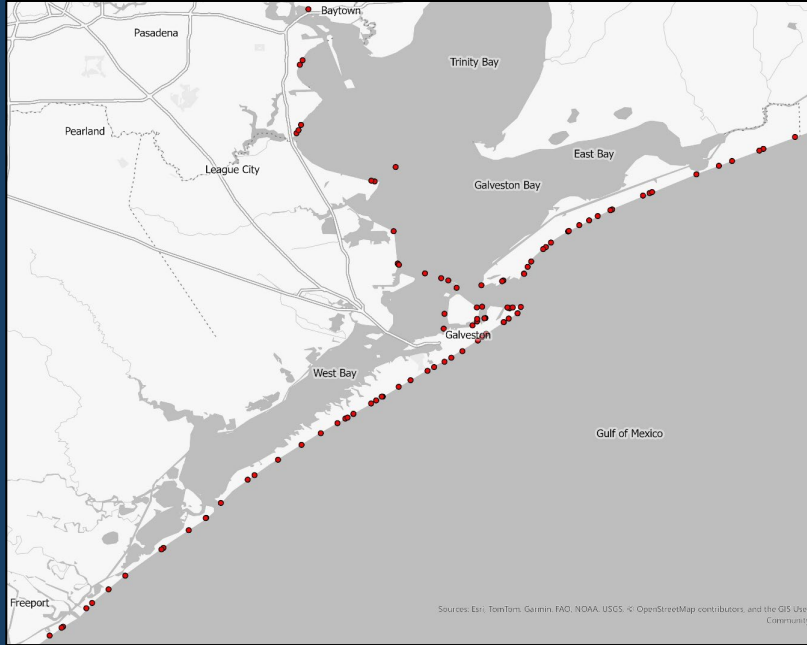 Baytown
Pasadena
Trinity Bay
Pearland
East Bay
League City
Galveston Bay
Galveston
West Bay
Gulf of Mexico
Freeport
Sources: Esri, TomTom, Garmin, FAO, NOAA, USGS, © OpenStreetMap contributors, and the GIS Use
Community